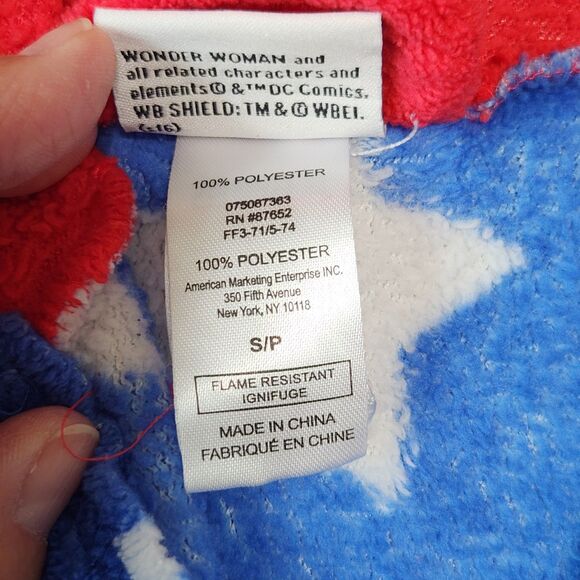 WONDER WOMAN and
all related characters and
elements© &™DC Comics.
WB SHIELD: TM & © WBEI.
(s16)
100% POLYESTER
075087363
RN #87652
FF3-71/5-74
100% POLYESTER
American Marketing Enterprise INC.
350 Fifth Avenue
New York, NY 10118
S/P
FLAME RESISTANT
IGNIFUGE
MADE IN CHINA
FABRIQUÉ EN CHINE